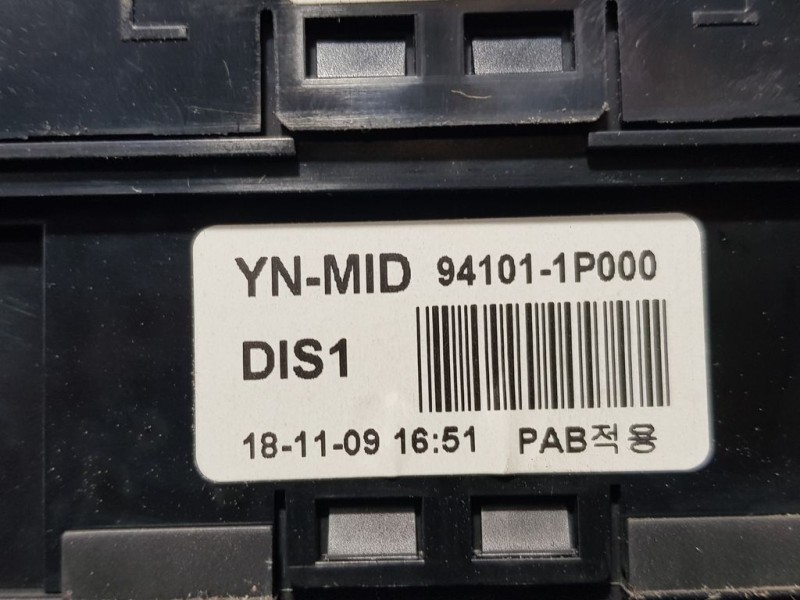 YN-MID 94101-1P000
DIS1
18-11-09 16:51 PAB적용